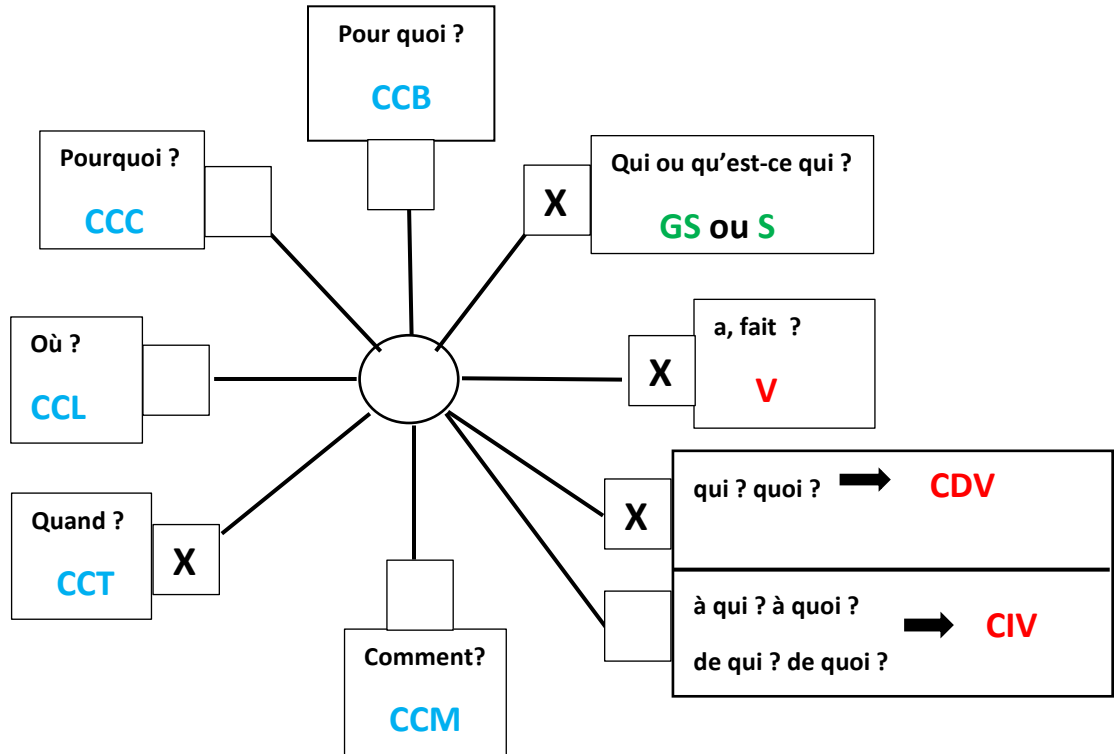 Pour quoi ?
CCB
Pourquoi ?
CCC
X
Qui ou qu’est-ce qui ?
GS ou S
Où ?
CCL
X
a, fait ?
V
X
qui ? quoi ?
CDV
Quand ?
CCT
X
à qui ? à quoi ?
de qui ? de quoi ?
CIV
Comment?
CCM